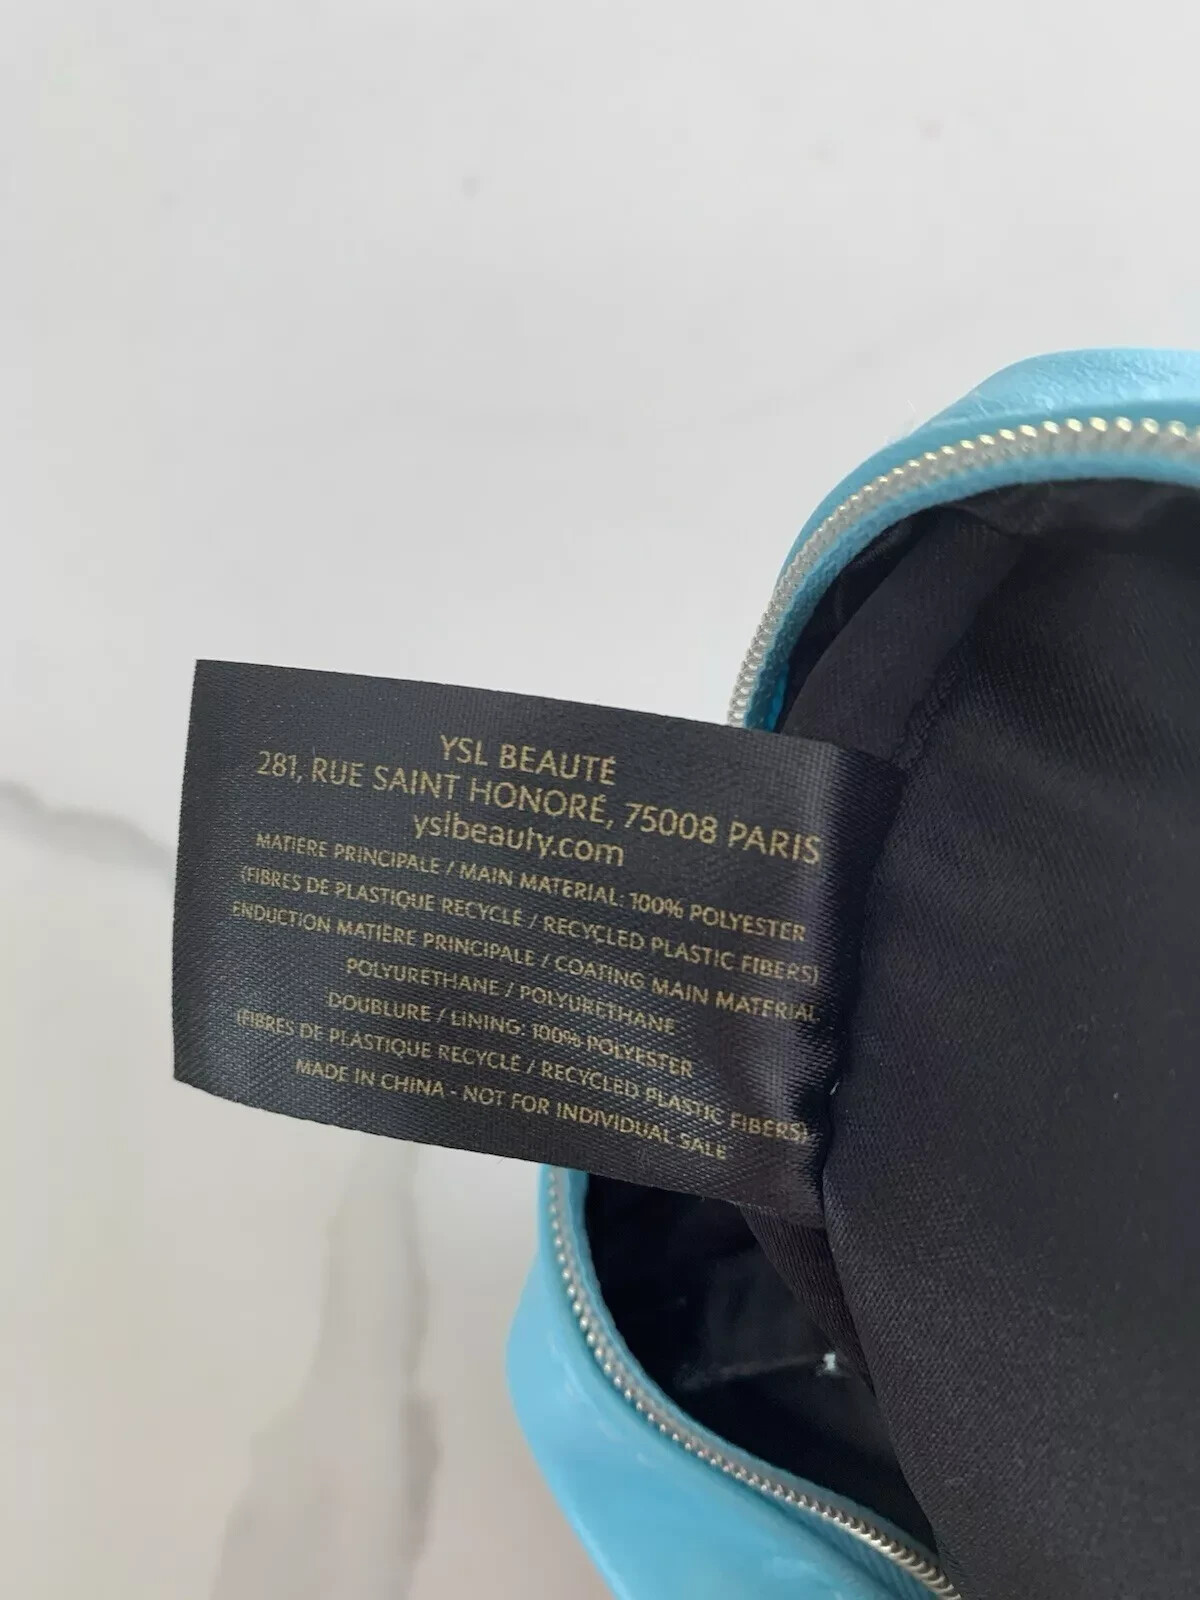 YSL BEAUTÉ
281, RUE SAINT HONORÉ, 75008 PARIS
yslbeauty.com
MATIÈRE PRINCIPALE / MAIN MATERIAL: 100% POLYESTER
(FIBRES DE PLASTIQUE RECYCLÉ / RECYCLED PLASTIC FIBERS)
ENDUCTION MATIÈRE PRINCIPALE / COATING MAIN MATERIAL
POLYURETHANE / POLYURETHANE
DOUBLURE / LINING: 100% POLYESTER
(FIBRES DE PLASTIQUE RECYCLÉ / RECYCLED PLASTIC FIBERS)
MADE IN CHINA - NOT FOR INDIVIDUAL SALE